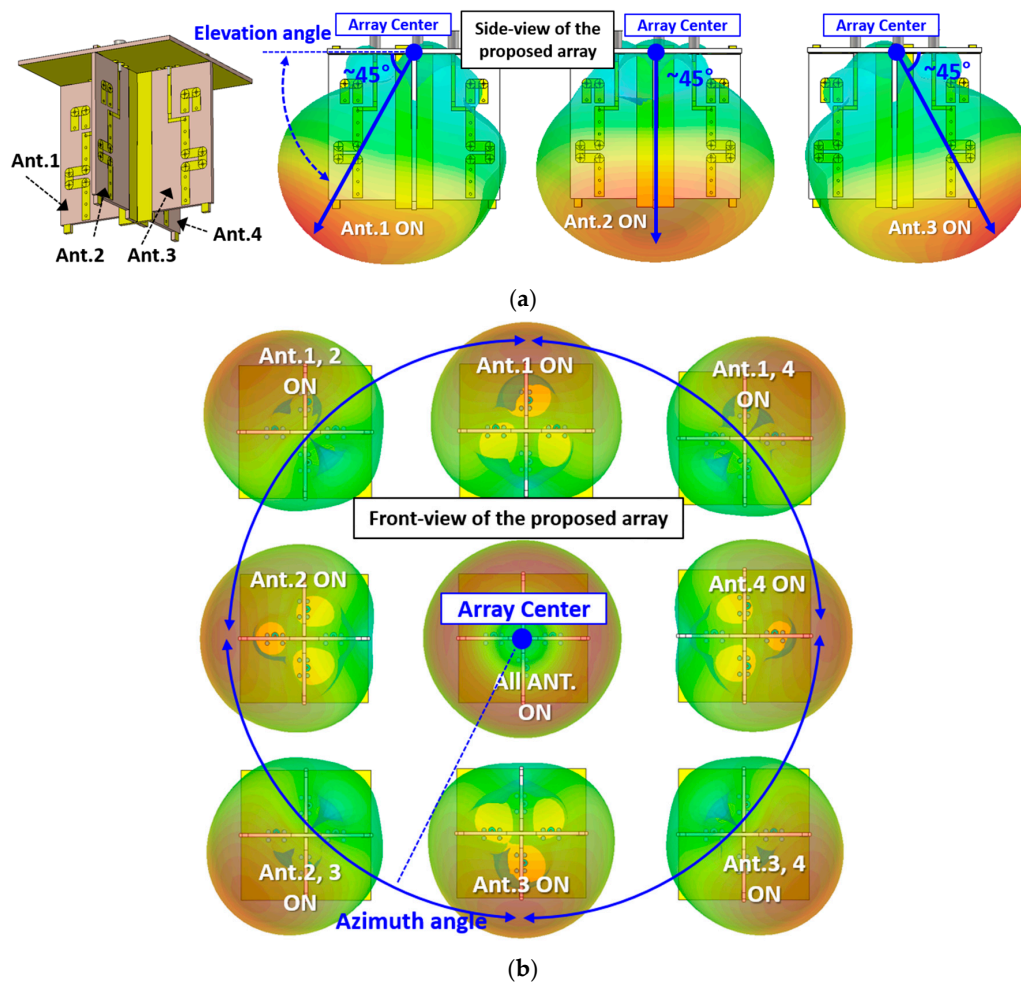 Array Center
Side-view of the
proposed array
Array Center
Array Center
Elevation angle
~45°
~45°
~45°
Ant.1
Ant.2
Ant.3
Ant.4
Ant.1 ON
Ant.2 ON
Ant.3 ON
(a)
Ant.1, 2
ON
Ant.1 ON
Ant.1, 4
ON
Front-view of the proposed array
Ant.2 ON
Array Center
All ANT.
ON
Ant.4 ON
Ant.2, 3
ON
Ant.3 ON
Ant.3, 4
ON
Azimuth angle
(b)